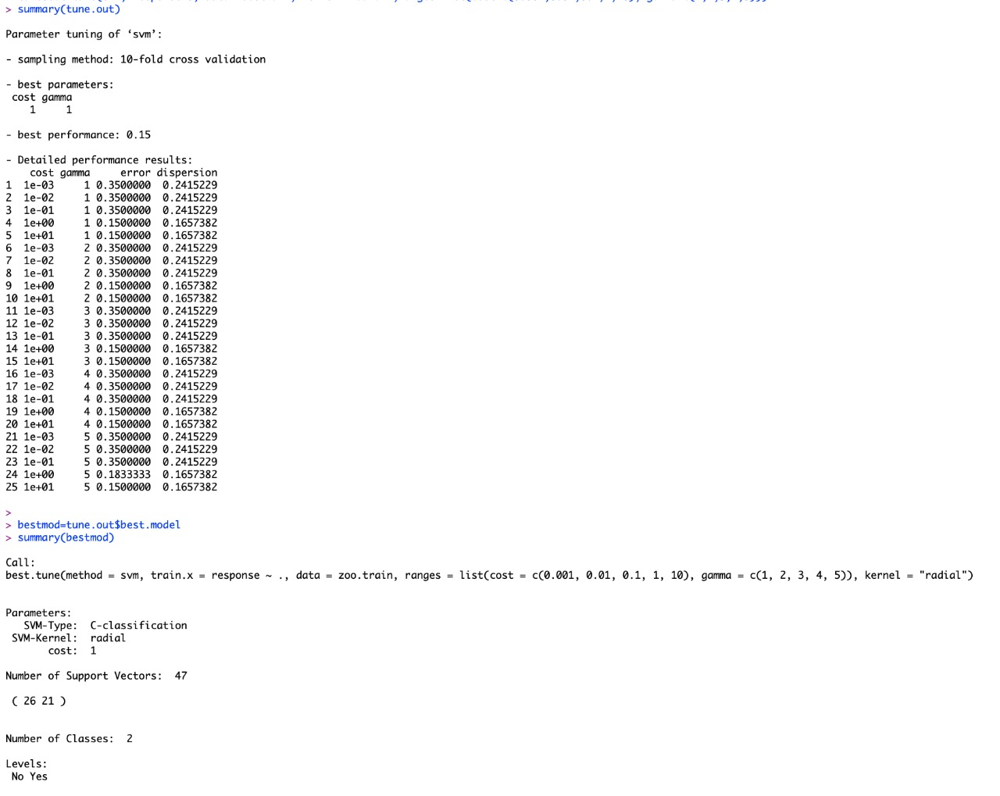 > summary(tune.out)
Parameter tuning of ‘svm’:
- sampling method: 10-fold cross validation
- best parameters:
cost gamma
1 1
- best performance: 0.15
- Detailed performance results:
cost gamma error dispersion
1 1e-03 1 0.3500000 0.2415229
2 1e-02 1 0.3500000 0.2415229
3 1e-01 1 0.3500000 0.2415229
4 1e+00 1 0.1500000 0.1657382
5 1e+01 1 0.1500000 0.1657382
6 1e-03 2 0.3500000 0.2415229
7 1e-02 2 0.3500000 0.2415229
8 1e-01 2 0.3500000 0.2415229
9 1e+00 2 0.1500000 0.1657382
10 1e+01 2 0.1500000 0.1657382
11 1e-03 3 0.3500000 0.2415229
12 1e-02 3 0.3500000 0.2415229
13 1e-01 3 0.3500000 0.2415229
14 1e+00 3 0.1500000 0.1657382
15 1e+01 3 0.1500000 0.1657382
16 1e-03 4 0.3500000 0.2415229
17 1e-02 4 0.3500000 0.2415229
18 1e-01 4 0.3500000 0.2415229
19 1e+00 4 0.1500000 0.1657382
20 1e+01 4 0.1500000 0.1657382
21 1e-03 5 0.3500000 0.2415229
22 1e-02 5 0.3500000 0.2415229
23 1e-01 5 0.3500000 0.2415229
24 1e+00 5 0.1833333 0.1657382
25 1e+01 5 0.1500000 0.1657382
>
> bestmod=tune.out$best.model
> summary(bestmod)
Call:
best.tune(method = svm, train.x = response ~ ., data = zoo.train, ranges = list(cost = c(0.001, 0.01, 0.1, 1, 10), gamma = c(1, 2, 3, 4, 5)), kernel = "radial")
Parameters:
SVM-Type: C-classification
SVM-Kernel: radial
cost: 1
Number of Support Vectors: 47
( 26 21 )
Number of Classes: 2
Levels:
No Yes